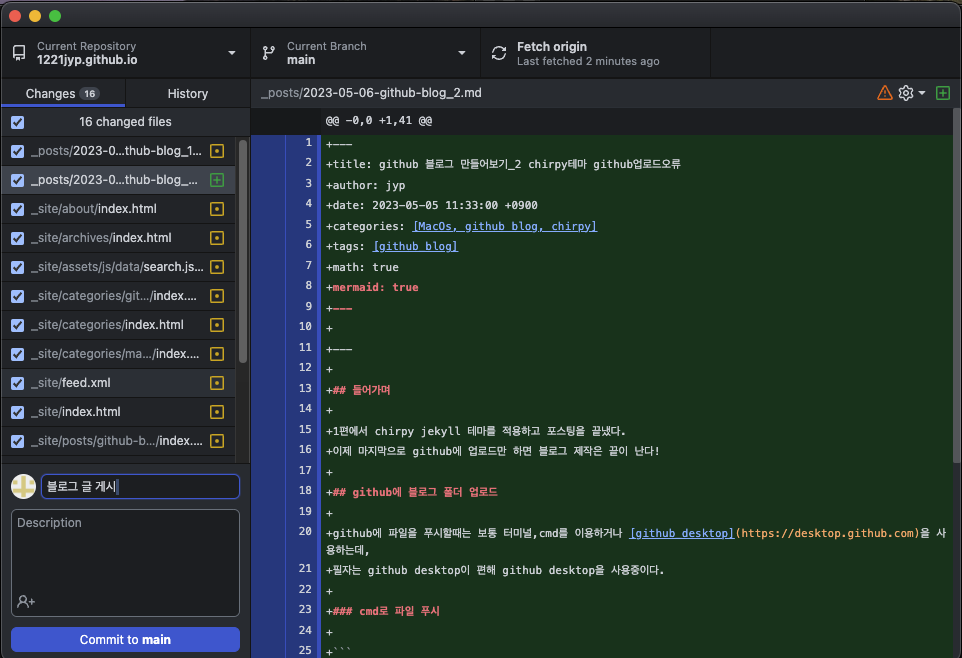 Current Repository
1221jyp.github.io
Current Branch
main
Fetch origin
Last fetched 2 minutes ago
Changes 16
History
_posts/2023-05-06-github-blog_2.md
16 changed files
_posts/2023-0...thub-blog_1...
_posts/2023-0...thub-blog_...
_site/about/index.html
_site/archives/index.html
_site/assets/js/data/search.js...
_site/categories/git.../index....
_site/categories/index.html
_site/categories/ma.../index....
_site/feed.xml
_site/index.html
_site/posts/github-b.../index....
블로그 글 게시
Description
Commit to main
@@ -0,0 +1,41 @@
1 +---
2 +title: github 블로그 만들어보기_2 chirpy테마 github업로드오류
3 +author: jyp
4 +date: 2023-05-05 11:33:00 +0900
5 +categories: [MacOs, github blog, chirpy]
6 +tags: [github blog]
7 +math: true
8 +mermaid: true
9 +---
10 +
11 +---
12 +
13 +## 들어가며
14 +
15 +1편에서 chirpy jekyll 테마를 적용하고 포스팅을 끝냈다.
16 +이제 마지막으로 github에 업로드만 하면 블로그 제작은 끝이 난다!
17 +
18 +## github에 블로그 폴더 업로드
19 +
20 +github에 파일을 푸시할때는 보통 터미널,cmd를 이용하거나 [github desktop](https://desktop.github.com)을 사
용하는데,
21 +필자는 github desktop이 편해 github desktop을 사용중이다.
22 +
23 +### cmd로 파일 푸시
24 +
25 +```